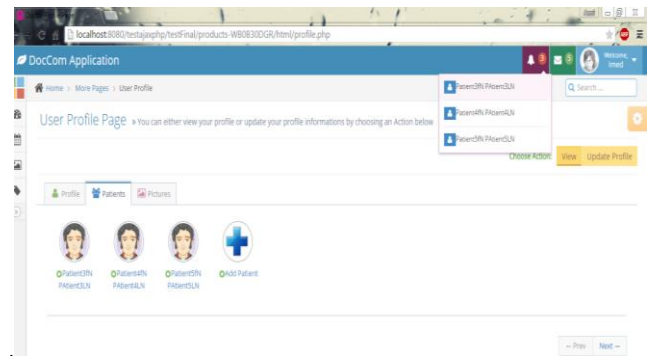 localhost:8080/testajaxphp/testFinal/products-WB0B30DGR/html/profile.php
DocCom Application
3
5
Welcome,
Imed
Home > More Pages > User Profile
Search ...
Patient3fN PAtient3LN
Patient4fN PAtient4LN
Patient5fN PAtient5LN
User Profile Page » You can either view your profile or update your profile informations by choosing an Action below
Choose Action:
View
Update Profile
Profile
Patients
Pictures
Patient3fN
PAtient3LN
Patient4fN
PAtient4LN
Patient5fN
PAtient5LN
Add Patient
← Prev
Next →